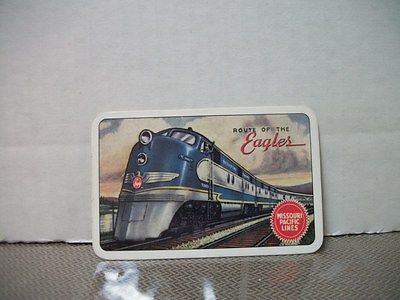 ROUTE OF THE
Eagles
MISSOURI
PACIFIC
LINES